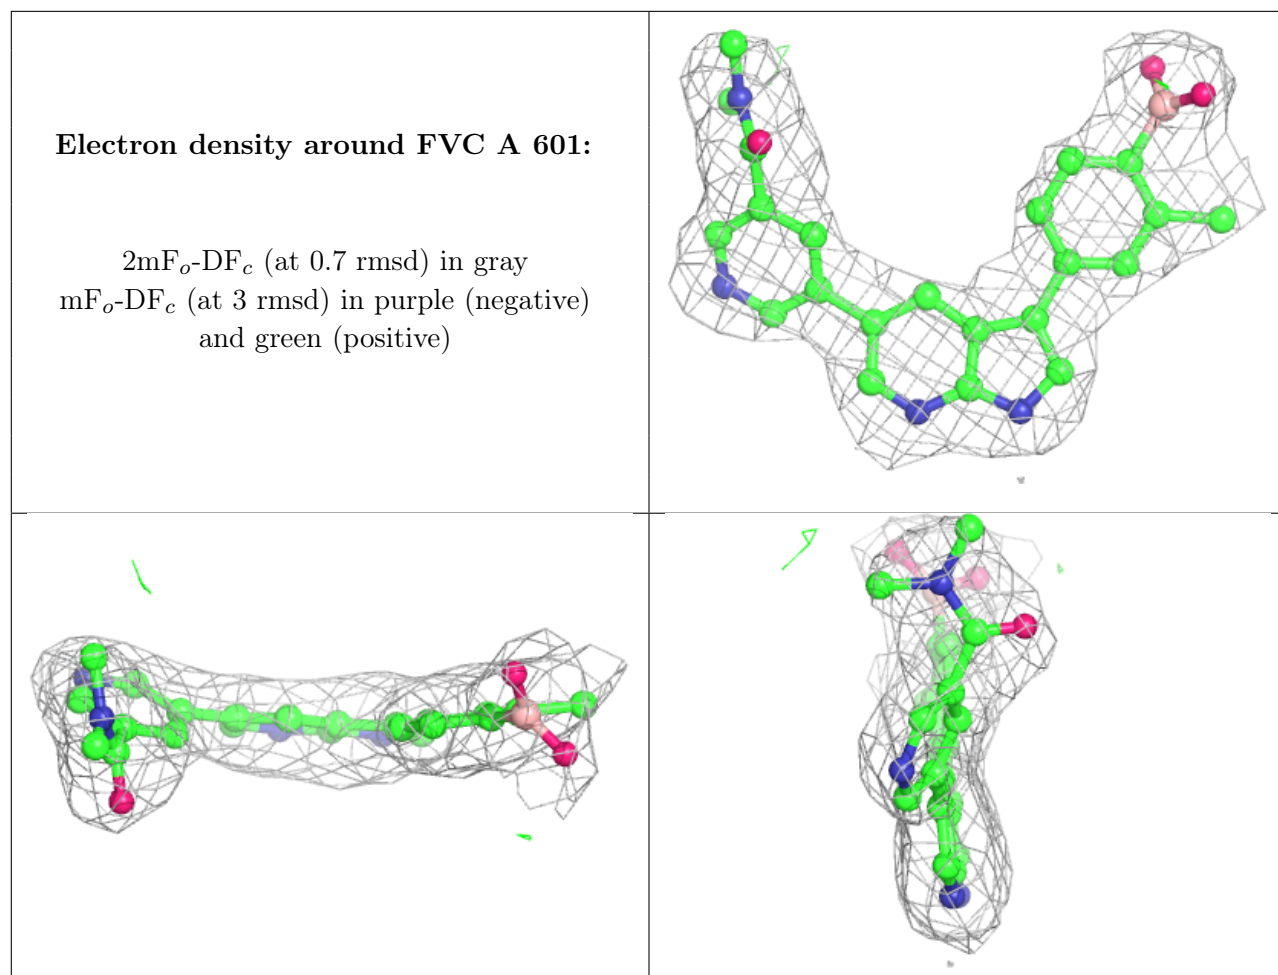 Electron density around FVC A 601:
2mFo-DFc (at 0.7 rmsd) in gray
mFo-DFc (at 3 rmsd) in purple (negative)
and green (positive)